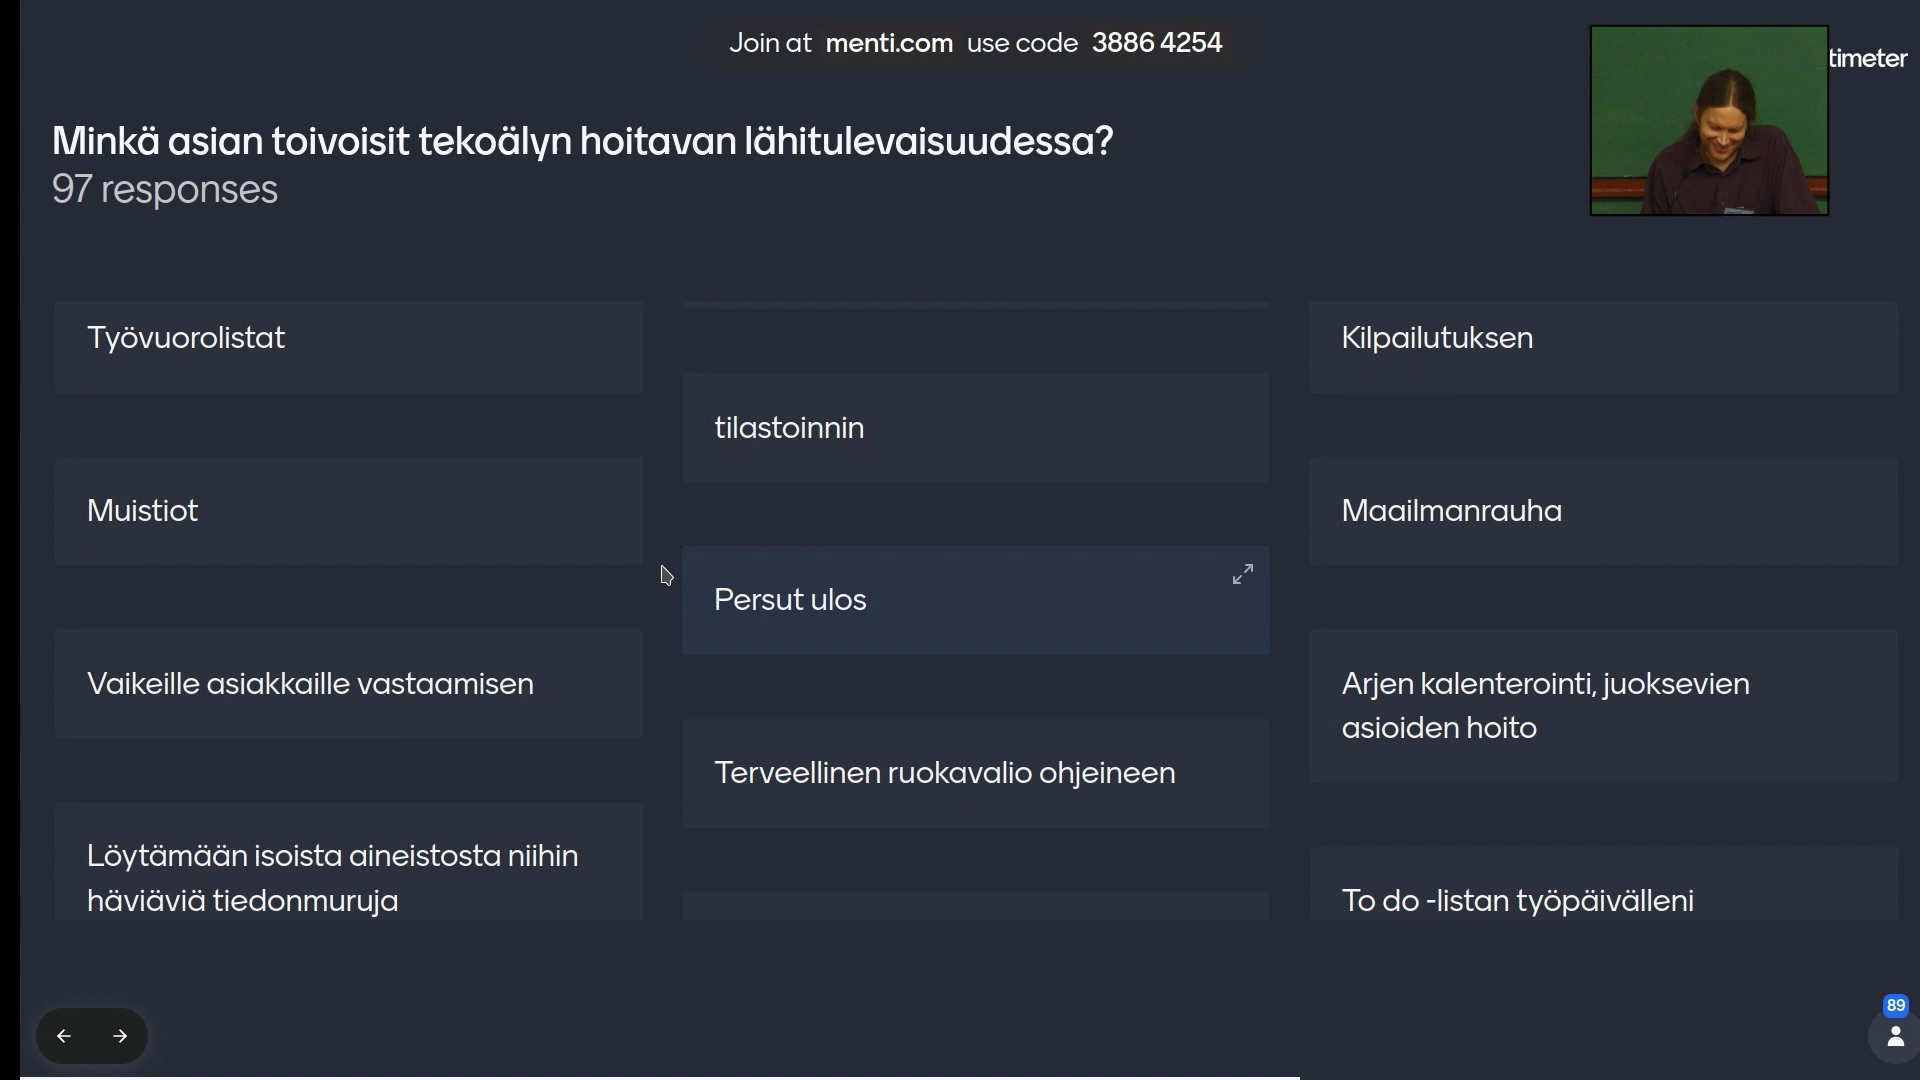 Join at menti.com use code 3886 4254
timeter
Minkä asian toivoisit tekoälyn hoitavan lähitulevaisuudessa?
97 responses
Työvuorolistat
Muistiot
Vaikeille asiakkaille vastaamisen
Löytämään isoista aineistosta niihin
häviäviä tiedonmuruja
tilastoinnin
Persut ulos
Terveellinen ruokavalio ohjeineen
Kilpailutuksen
Maailmanrauha
Arjen kalenterointi, juoksevien
asioiden hoito
To do -listan työpäivälleni
89